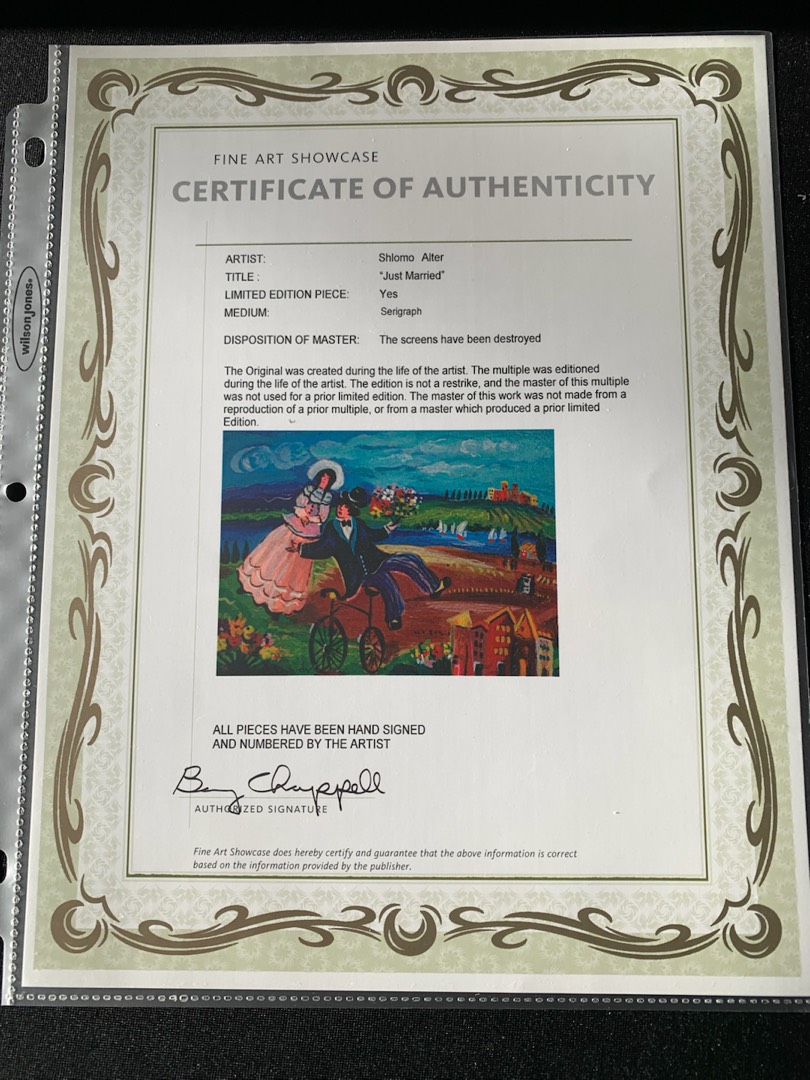 FINE ART SHOWCASE
CERTIFICATE OF AUTHENTICITY
ARTIST: Shlomo Alter
TITLE : "Just Married"
LIMITED EDITION PIECE: Yes
MEDIUM: Serigraph
DISPOSITION OF MASTER: The screens have been destroyed
The Original was created during the life of the artist. The multiple was editioned
during the life of the artist. The edition is not a restrike, and the master of this multiple
was not used for a prior limited edition. The master of this work was not made from a
reproduction of a prior multiple, or from a master which produced a prior limited
Edition.
ALL PIECES HAVE BEEN HAND SIGNED
AND NUMBERED BY THE ARTIST
Chappell
AUTHORIZED SIGNATURE
Fine Art Showcase does hereby certify and guarantee that the above information is correct
based on the information provided by the publisher.
wilson jones®